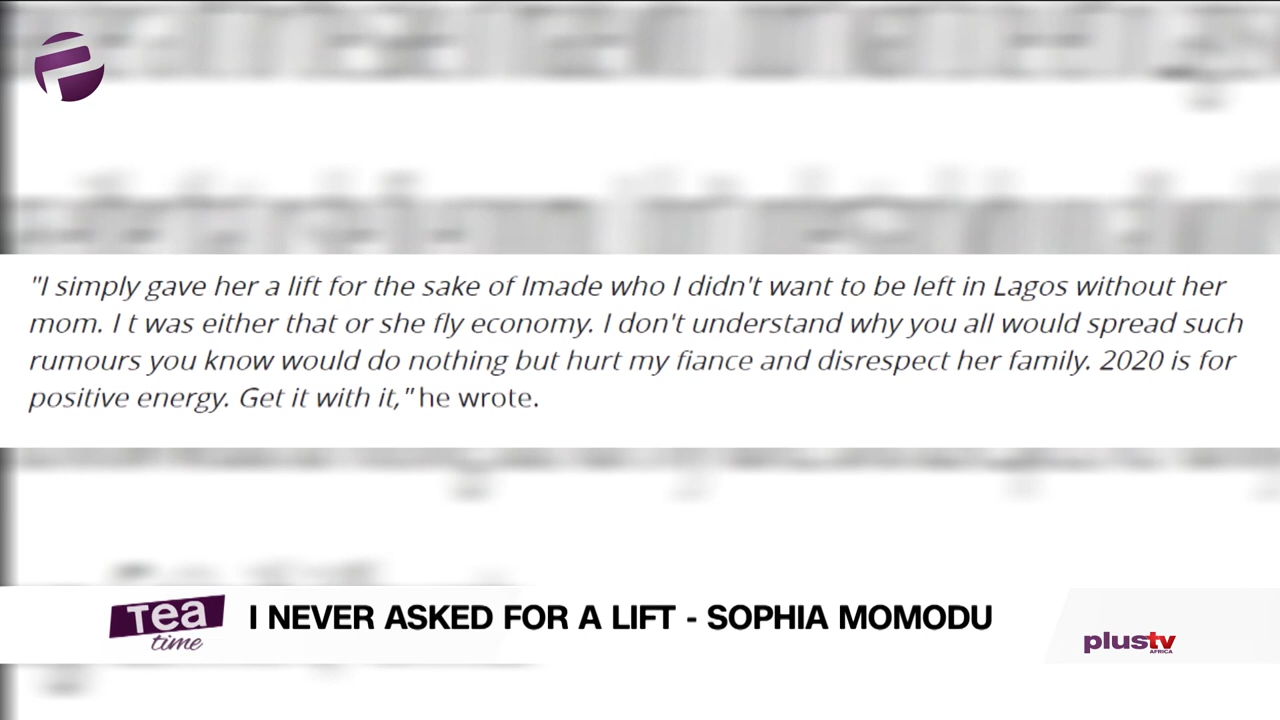 "I simply gave her a lift for the sake of Imade who I didn't want to be left in Lagos without her
mom. I t was either that or she fly economy. I don't understand why you all would spread such
rumours you know would do nothing but hurt my fiance and disrespect her family. 2020 is for
positive energy. Get it with it," he wrote.
Tea
time
I NEVER ASKED FOR A LIFT - SOPHIA MOMODU
plustv
AFRICA